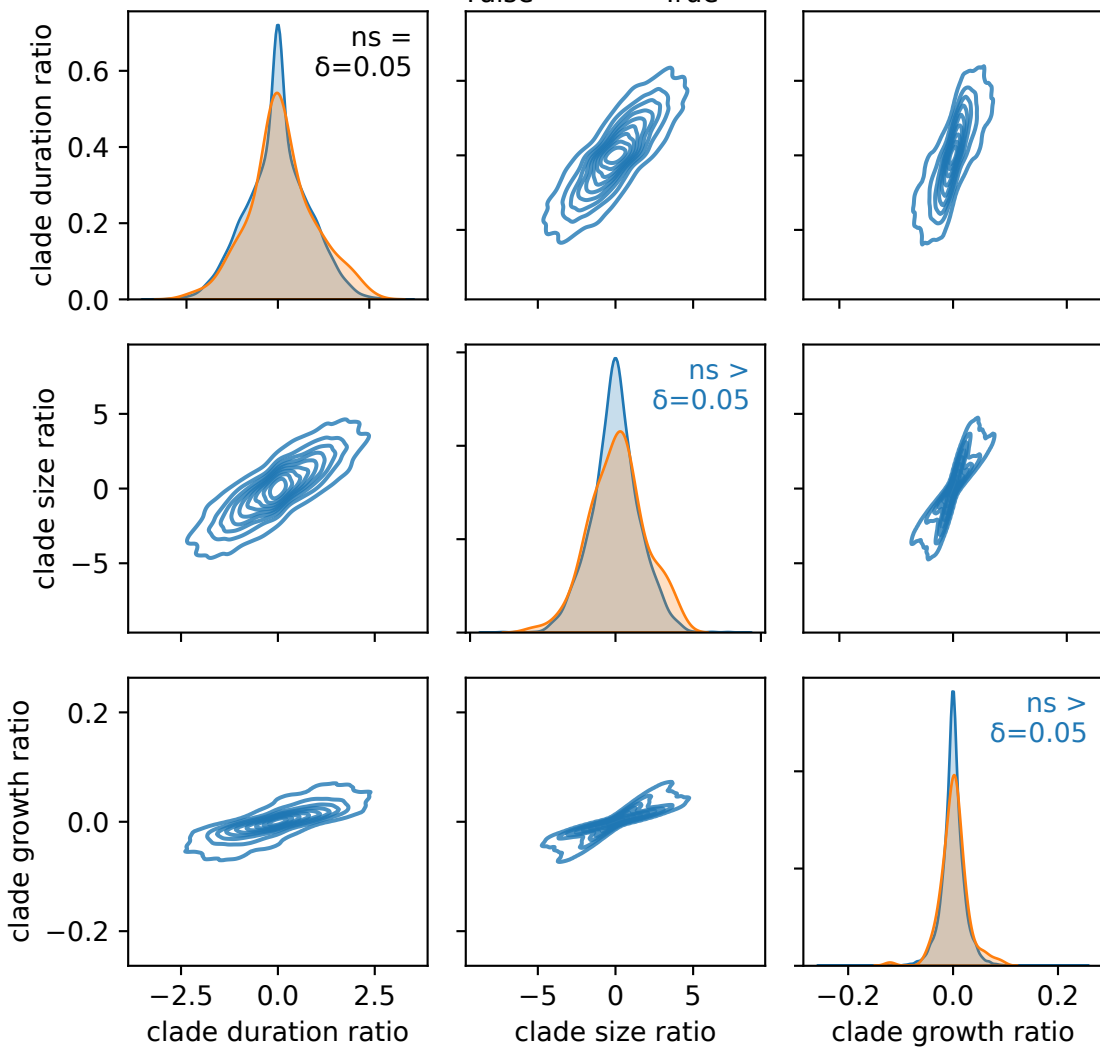 clade duration ratio
0.6
0.4
0.2
0.0
ns =
δ=0.05
True
clade size ratio
5
0
−5
ns >
δ=0.05
clade growth ratio
0.2
0.0
−0.2
ns >
δ=0.05
−2.5 0.0 2.5
−5 0 5
−0.2 0.0 0.2
clade duration ratio
clade size ratio
clade growth ratio